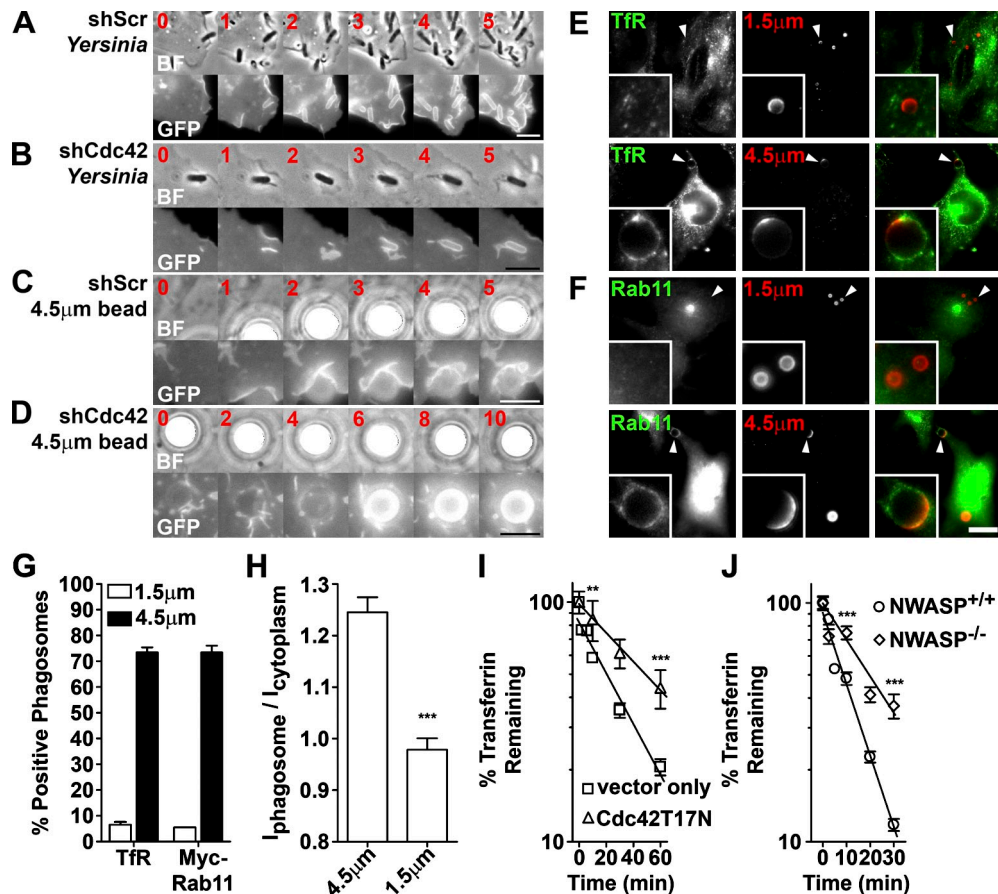 A
shScr
Yersinia
0 1 2 3 4 5
BF
GFP
B
shCdc42
Yersinia
0 1 2 3 4 5
BF
GFP
C
shScr
4.5μm bead
0 1 2 3 4 5
BF
GFP
D
shCdc42
4.5μm bead
0 2 4 6 8 10
BF
GFP
E
TfR 1.5μm
TfR 4.5μm
F
Rab11 1.5μm
Rab11 4.5μm
G
% Positive Phagosomes
100
90
80
70
60
50
40
30
20
10
0
1.5μm
4.5μm
TfR Myc-
Rab11
H
Iphagosome / Icytoplasm
1.3
1.2
1.1
1.0
0.9
0.8
***
4.5μm 1.5μm
I
% Transferrin
Remaining
100
10
**
***
vector only
Cdc42T17N
0 20 40 60
Time (min)
J
% Transferrin
Remaining
100
10
***
***
NWASP+/+
NWASP-/-
0 10 20 30
Time (min)